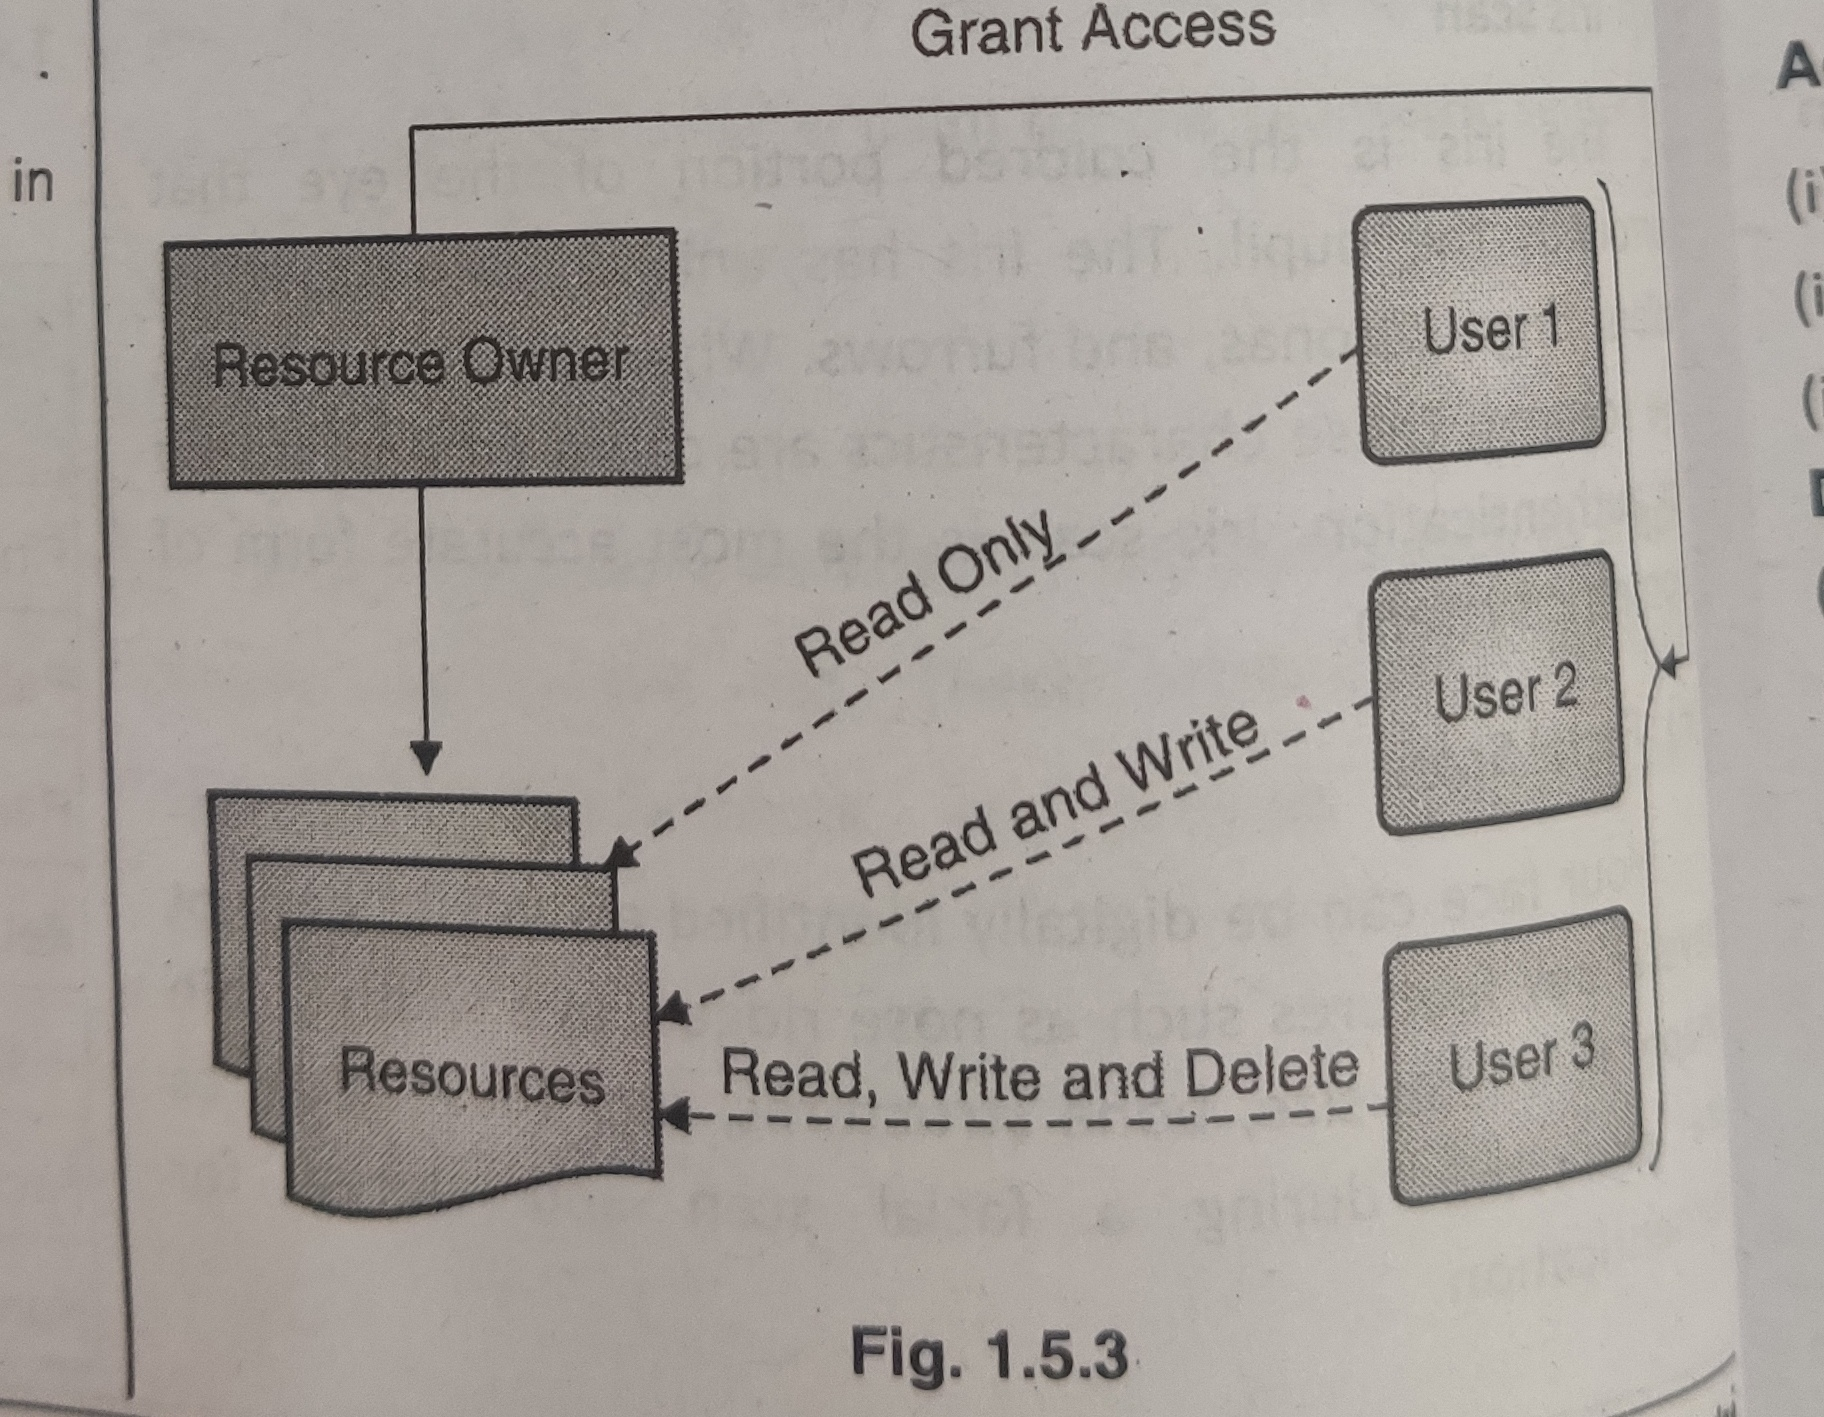 Grant Access
in
Resource Owner
User 1
Read Only
User 2
Read and Write
User 3
Read, Write and Delete
Resources
Fig. 1.5.3